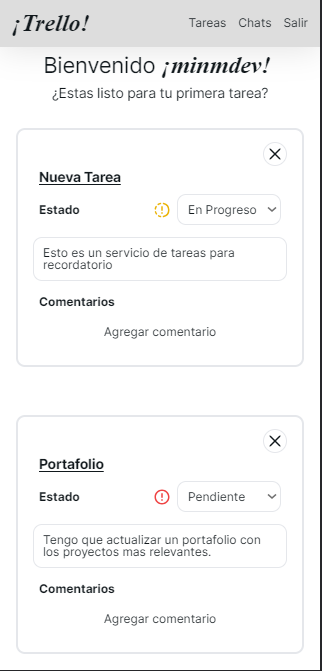 ¡Trello!
Tareas Chats Salir
Bienvenido ¡minmdev!
¿Estas listo para tu primera tarea?
Nueva Tarea
Estado En Progreso
Esto es un servicio de tareas para
recordatorio
Comentarios
Agregar comentario
Portafolio
Estado Pendiente
Tengo que actualizar un portafolio con
los proyectos mas relevantes.
Comentarios
Agregar comentario